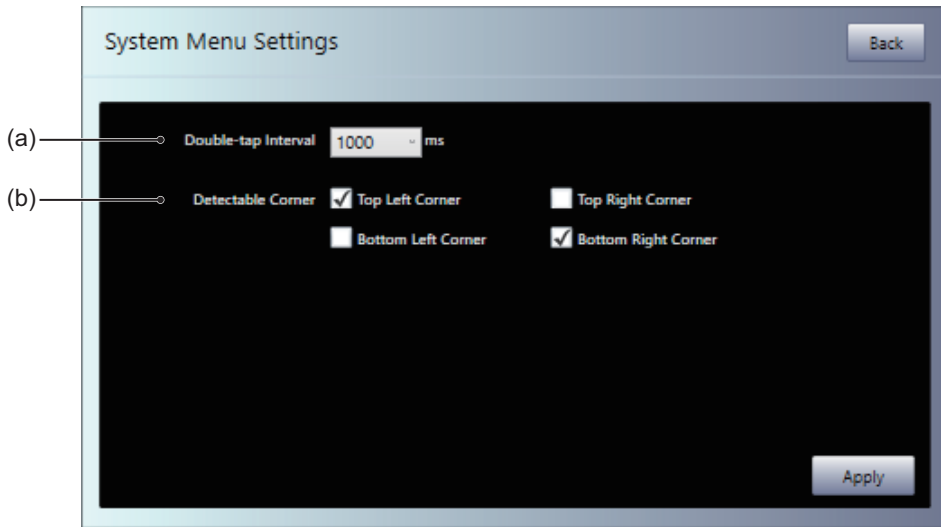 System Menu Settings
Back
(a) Double-tap Interval 1000 ms
(b) Detectable Corner Top Left Corner Top Right Corner
Bottom Left Corner Bottom Right Corner
Apply